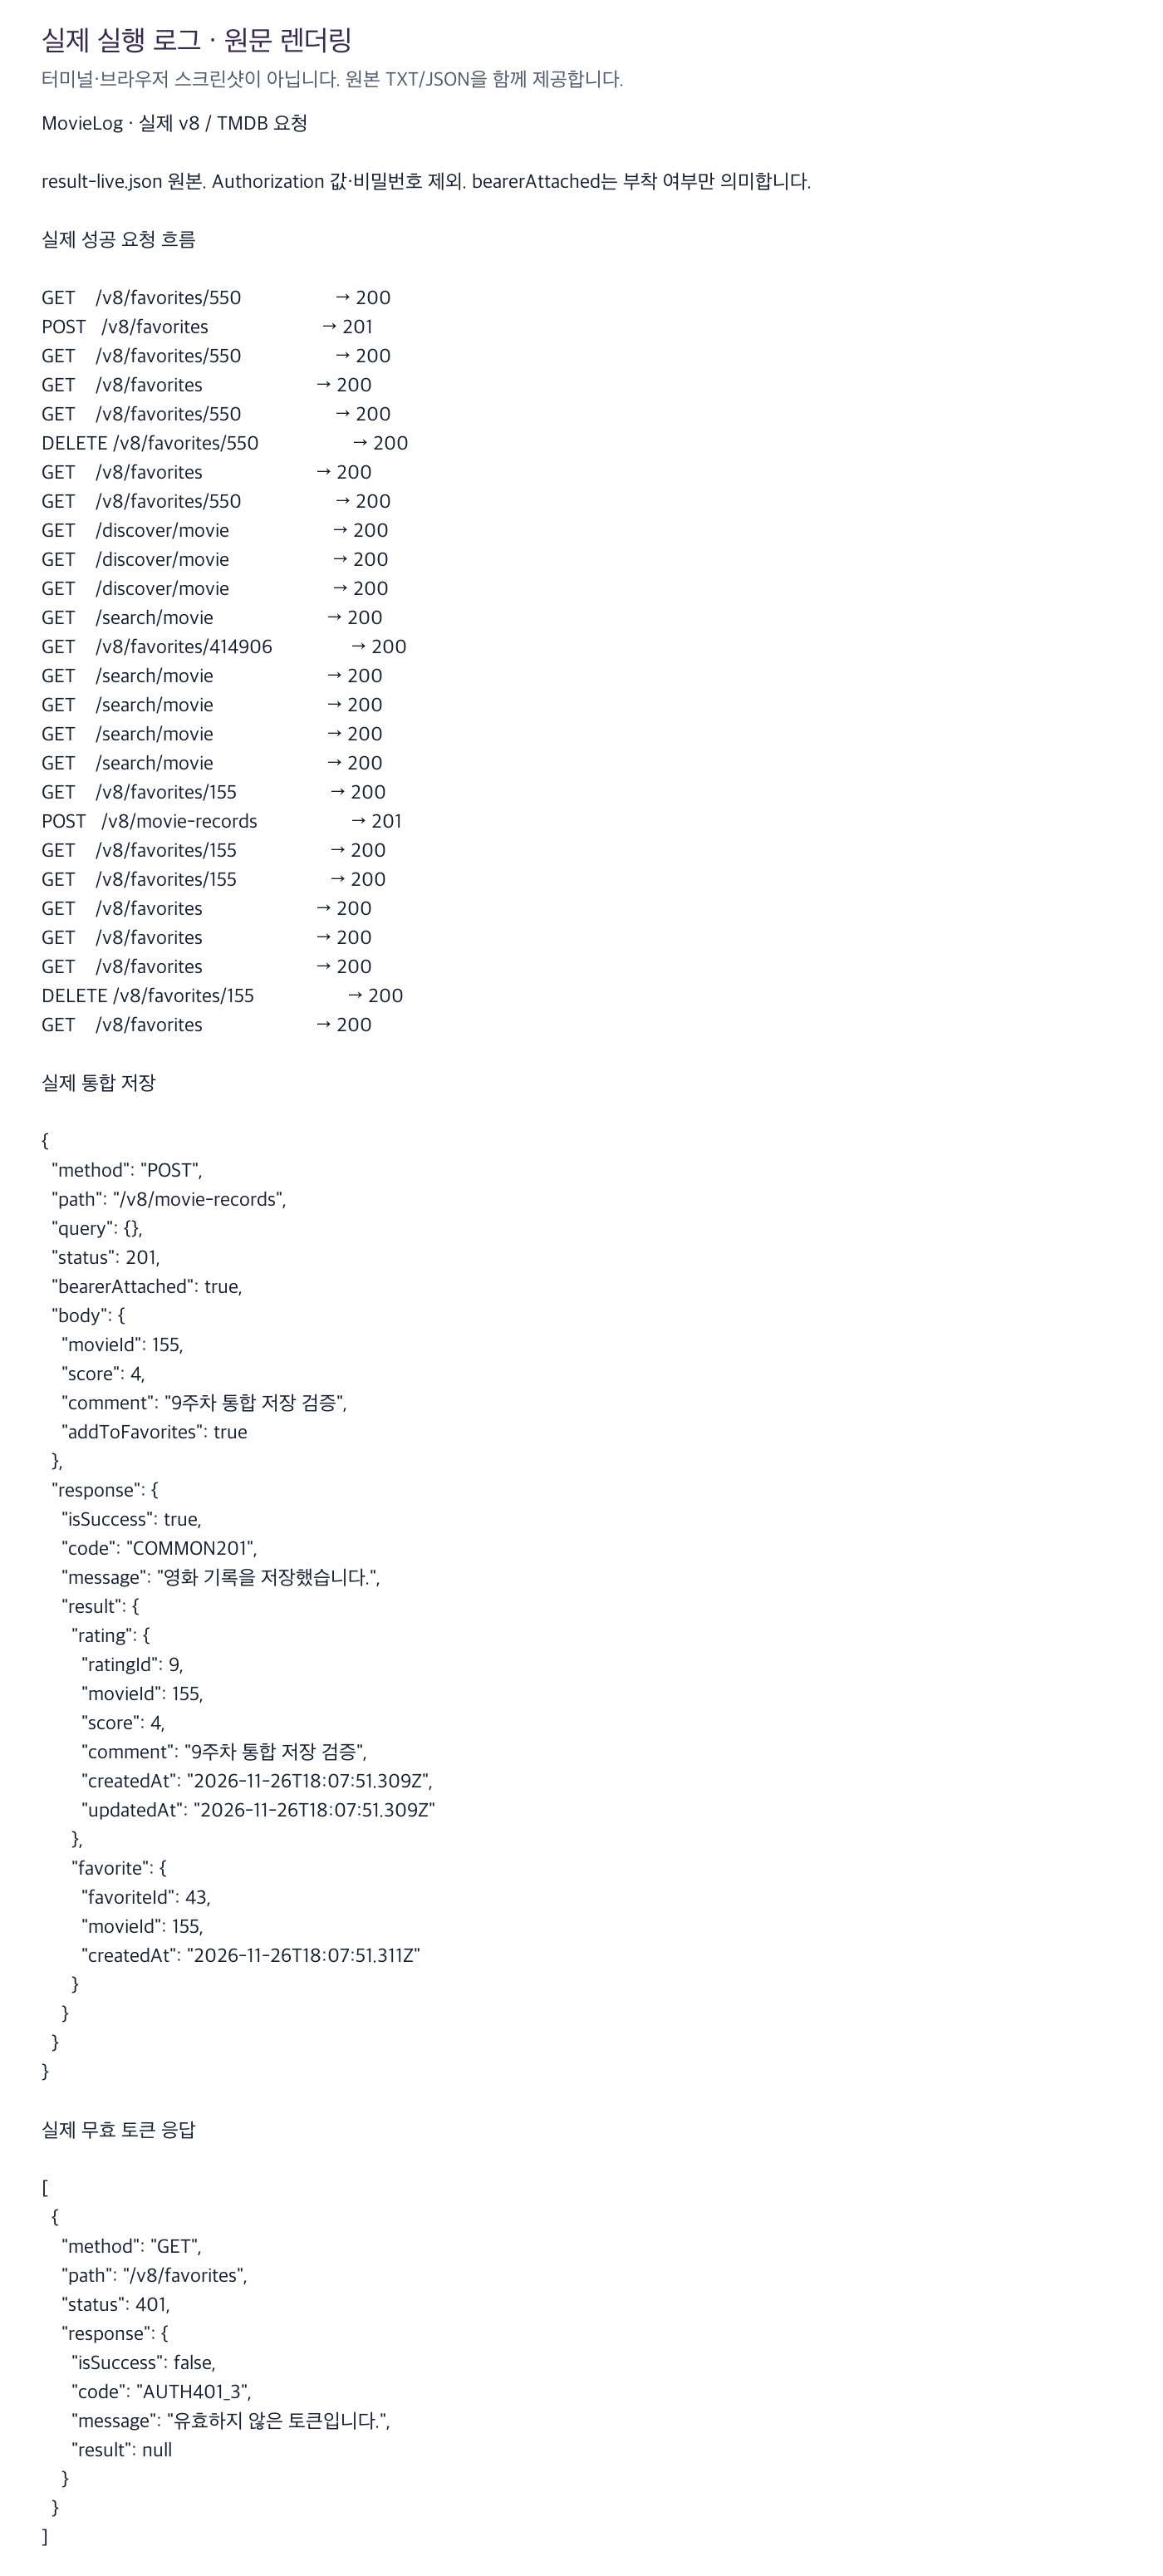 실제 실행 로그 · 원문 렌더링
터미널·브라우저 스크린샷이 아닙니다. 원본 TXT/JSON을 함께 제공합니다.
MovieLog · 실제 v8 / TMDB 요청
result-live.json 원본. Authorization 값·비밀번호 제외. bearerAttached는 부착 여부만 의미합니다.
실제 성공 요청 흐름
GET /v8/favorites/550 → 200
POST /v8/favorites → 201
GET /v8/favorites/550 → 200
GET /v8/favorites → 200
GET /v8/favorites/550 → 200
DELETE /v8/favorites/550 → 200
GET /v8/favorites → 200
GET /v8/favorites/550 → 200
GET /discover/movie → 200
GET /discover/movie → 200
GET /discover/movie → 200
GET /search/movie → 200
GET /v8/favorites/414906 → 200
GET /search/movie → 200
GET /search/movie → 200
GET /search/movie → 200
GET /search/movie → 200
GET /v8/favorites/155 → 200
POST /v8/movie-records → 201
GET /v8/favorites/155 → 200
GET /v8/favorites/155 → 200
GET /v8/favorites → 200
GET /v8/favorites → 200
GET /v8/favorites → 200
DELETE /v8/favorites/155 → 200
GET /v8/favorites → 200
실제 통합 저장
{
"method": "POST",
"path": "/v8/movie-records",
"query": {},
"status": 201,
"bearerAttached": true,
"body": {
"movieId": 155,
"score": 4,
"comment": "9주차 통합 저장 검증",
"addToFavorites": true
},
"response": {
"isSuccess": true,
"code": "COMMON201",
"message": "영화 기록을 저장했습니다.",
"result": {
"rating": {
"ratingId": 9,
"movieId": 155,
"score": 4,
"comment": "9주차 통합 저장 검증",
"createdAt": "2026-11-26T18:07:51.309Z",
"updatedAt": "2026-11-26T18:07:51.309Z"
},
"favorite": {
"favoriteId": 43,
"movieId": 155,
"createdAt": "2026-11-26T18:07:51.311Z"
}
}
}
}
실제 무효 토큰 응답
[
{
"method": "GET",
"path": "/v8/favorites",
"status": 401,
"response": {
"isSuccess": false,
"code": "AUTH401_3",
"message": "유효하지 않은 토큰입니다.",
"result": null
}
}
]